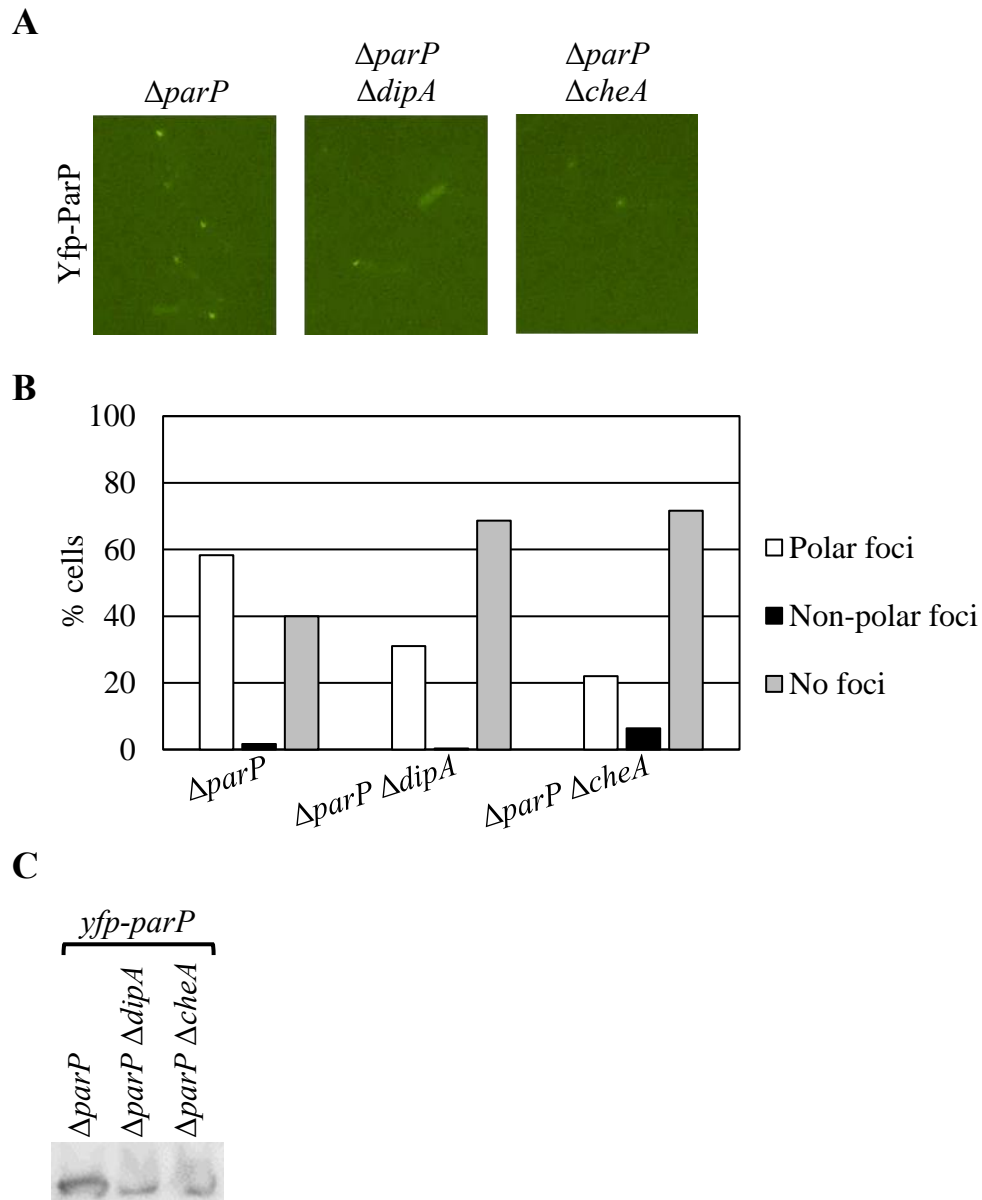 A
ΔparP
ΔparP
ΔdipA
ΔparP
ΔcheA
Yfp-ParP
B
100
80
60
40
20
0
% cells
ΔparP
ΔparP ΔdipA
ΔparP ΔcheA
Polar foci
Non-polar foci
No foci
C
yfp-parP
ΔparP
ΔparP ΔdipA
ΔparP ΔcheA